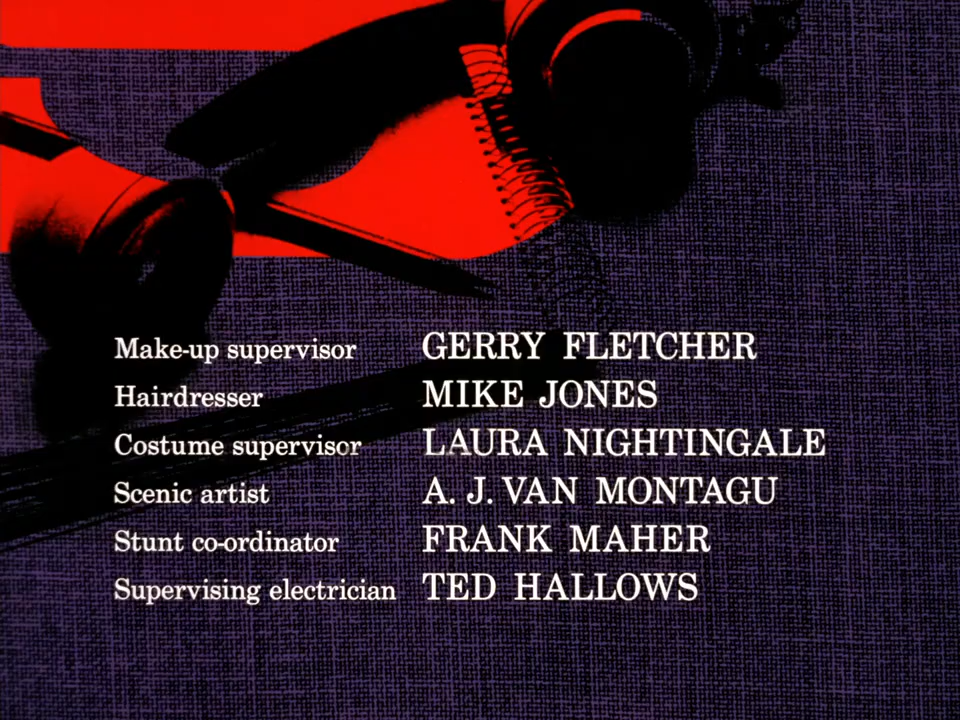 Make-up supervisor GERRY FLETCHER
Hairdresser MIKE JONES
Costume supervisor LAURA NIGHTINGALE
Scenic artist A. J. VAN MONTAGU
Stunt co-ordinator FRANK MAHER
Supervising electrician TED HALLOWS